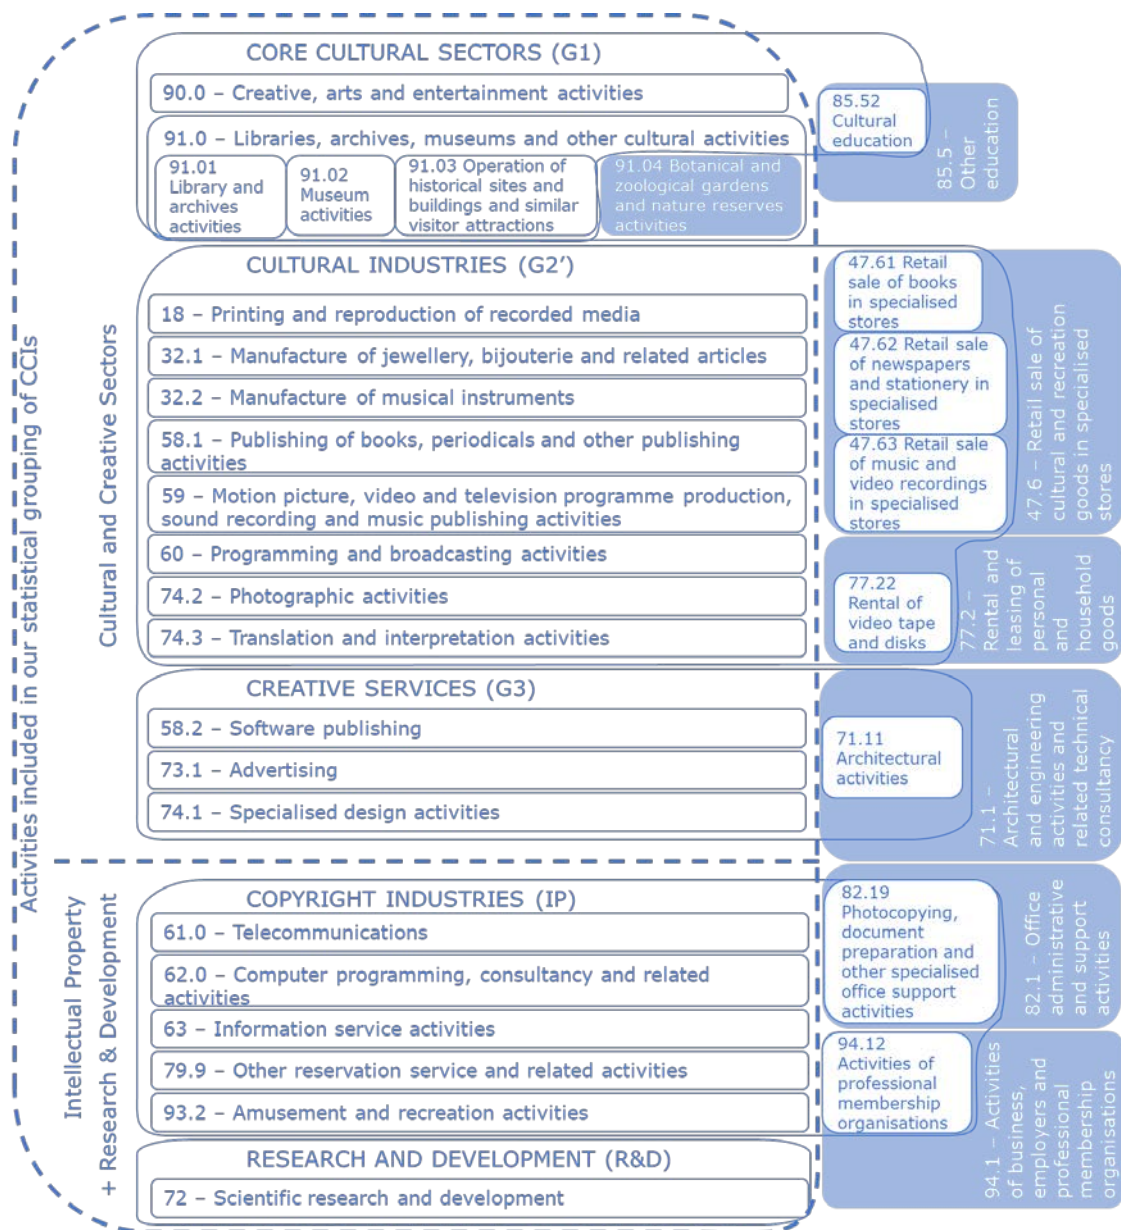 Activities included in our statistical grouping of CCIs
Cultural and Creative Sectors
CORE CULTURAL SECTORS (G1)
90.0 – Creative, arts and entertainment activities
91.0 – Libraries, archives, museums and other cultural activities
91.01
Library and
archives
activities
91.02
Museum
activities
91.03 Operation of
historical sites and
buildings and similar
visitor attractions
91.04 Botanical and
zoological gardens
and nature reserves
activities
85.52
Cultural
education
85.5 –
Other
education
CULTURAL INDUSTRIES (G2’)
18 – Printing and reproduction of recorded media
32.1 – Manufacture of jewellery, bijouterie and related articles
32.2 – Manufacture of musical instruments
58.1 – Publishing of books, periodicals and other publishing
activities
59 – Motion picture, video and television programme production,
sound recording and music publishing activities
60 – Programming and broadcasting activities
74.2 – Photographic activities
74.3 – Translation and interpretation activities
47.61 Retail
sale of books
in specialised
stores
47.62 Retail sale
of newspapers
and stationery in
specialised
stores
47.63 Retail sale
of music and
video recordings
in specialised
stores
47.6 – Retail sale of
cultural and recreation
goods in specialised
stores
77.22
Rental of
video tape
and disks
77.2 –
Rental and
leasing of
personal
and
household
goods
CREATIVE SERVICES (G3)
58.2 – Software publishing
73.1 – Advertising
74.1 – Specialised design activities
71.11
Architectural
activities
71.1 –
Architectural
and engineering
activities and
related technical
consultancy
Intellectual Property
+ Research & Development
COPYRIGHT INDUSTRIES (IP)
61.0 – Telecommunications
62.0 – Computer programming, consultancy and related
activities
63 – Information service activities
79.9 – Other reservation service and related activities
93.2 – Amusement and recreation activities
82.19
Photocopying,
document
preparation and
other specialised
office support
activities
82.1 – Office
administrative
and support
activities
94.12
Activities of
professional
membership
organisations
94.1 – Activities
of business,
employers and
professional
membership
organisations
RESEARCH AND DEVELOPMENT (R&D)
72 – Scientific research and development